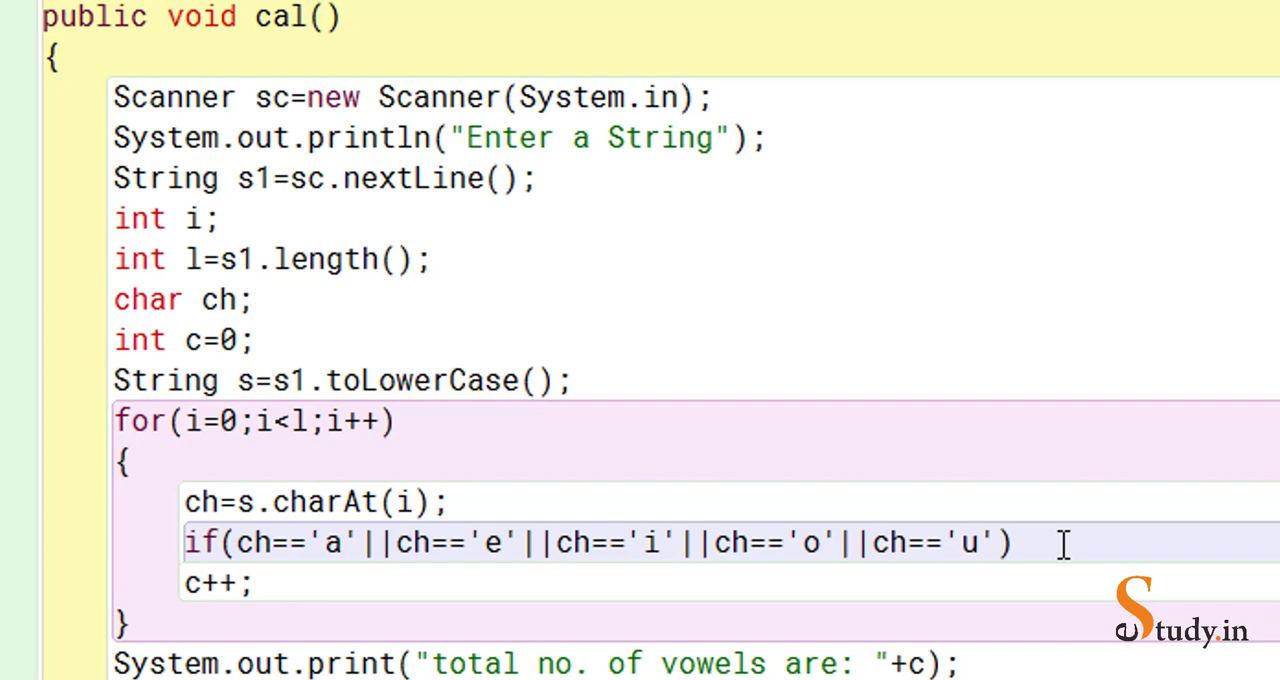 public void cal()
{
Scanner sc=new Scanner(System.in);
System.out.println("Enter a String");
String s1=sc.nextLine();
int i;
int l=s1.length();
char ch;
int c=0;
String s=s1.toLowerCase();
for(i=0;i<l;i++)
{
ch=s.charAt(i);
if(ch=='a'||ch=='e'||ch=='i'||ch=='o'||ch=='u')
c++;
}
System.out.print("total no. of vowels are: "+c);
eStudy.in